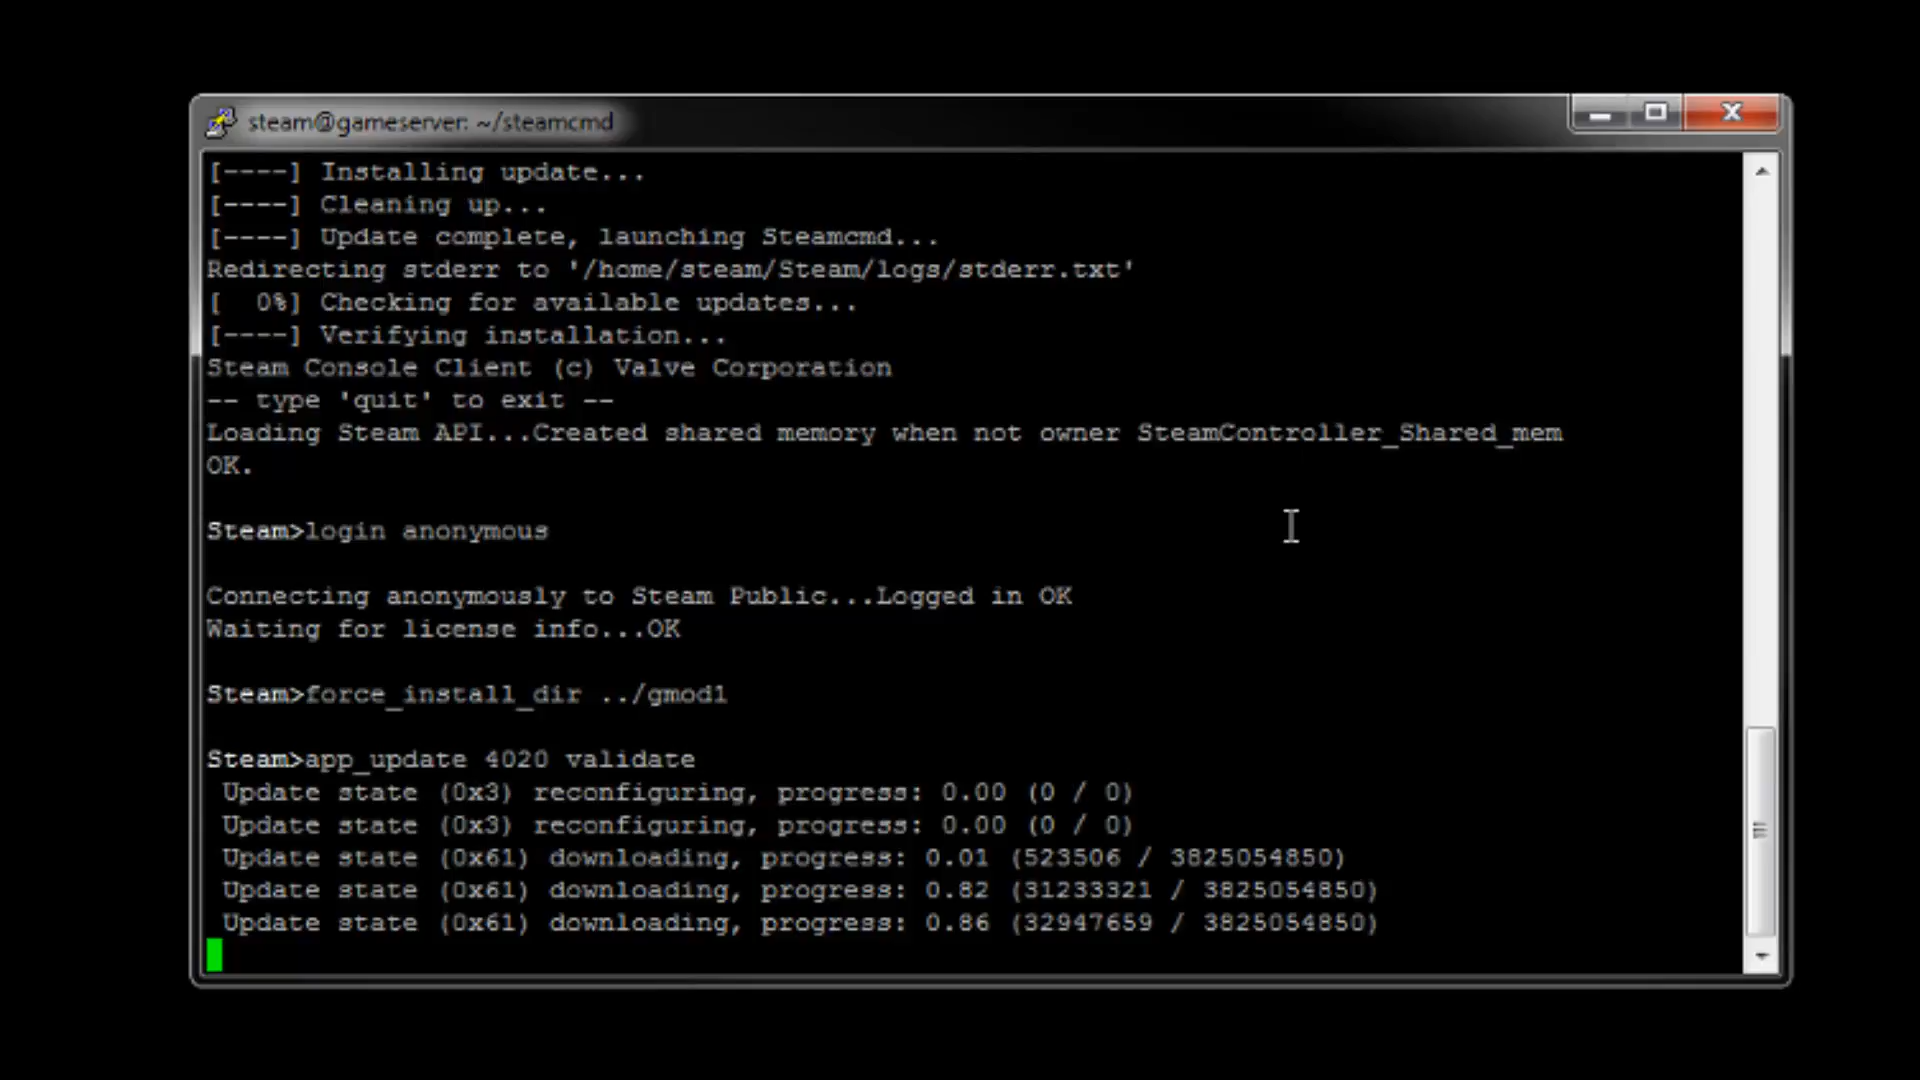 steam@gameserver: ~/steamcmd
[----] Installing update...
[----] Cleaning up...
[----] Update complete, launching Steamcmd...
Redirecting stderr to '/home/steam/Steam/logs/stderr.txt'
[  0%] Checking for available updates...
[----] Verifying installation...
Steam Console Client (c) Valve Corporation
-- type 'quit' to exit --
Loading Steam API...Created shared memory when not owner SteamController_Shared_mem
OK.
Steam>login anonymous
Connecting anonymously to Steam Public...Logged in OK
Waiting for license info...OK
Steam>force_install_dir ../gmod1
Steam>app_update 4020 validate
Update state (0x3) reconfiguring, progress: 0.00 (0 / 0)
Update state (0x3) reconfiguring, progress: 0.00 (0 / 0)
Update state (0x61) downloading, progress: 0.01 (523506 / 3825054850)
Update state (0x61) downloading, progress: 0.82 (31233321 / 3825054850)
Update state (0x61) downloading, progress: 0.86 (32947659 / 3825054850)